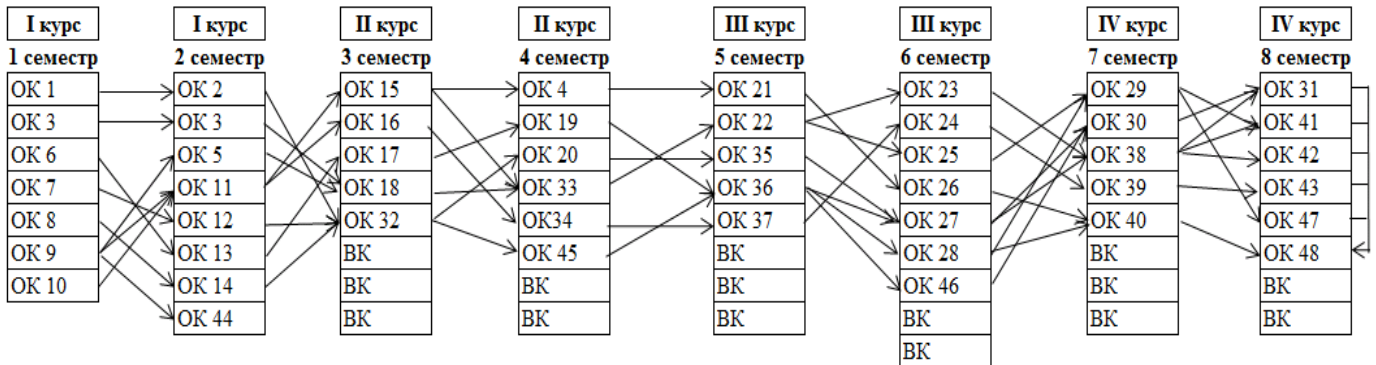 I курс I курс II курс II курс III курс III курс IV курс IV курс
1 семестр 2 семестр 3 семестр 4 семестр 5 семестр 6 семестр 7 семестр 8 семестр
ОК 1 ОК 2 ОК 15 ОК 4 ОК 21 ОК 23 ОК 29 ОК 31
ОК 3 ОК 3 ОК 16 ОК 19 ОК 22 ОК 24 ОК 30 ОК 41
ОК 6 ОК 5 ОК 17 ОК 20 ОК 35 ОК 25 ОК 38 ОК 42
ОК 7 ОК 11 ОК 18 ОК 33 ОК 36 ОК 26 ОК 39 ОК 43
ОК 8 ОК 12 ОК 32 ОК34 ОК 37 ОК 27 ОК 40 ОК 47
ОК 9 ОК 13 ВК ОК 45 ВК ОК 28 ВК ОК 48
ОК 10 ОК 14 ВК ВК ВК ОК 46 ВК ВК
ОК 44 ВК ВК ВК ВК ВК ВК
ВК